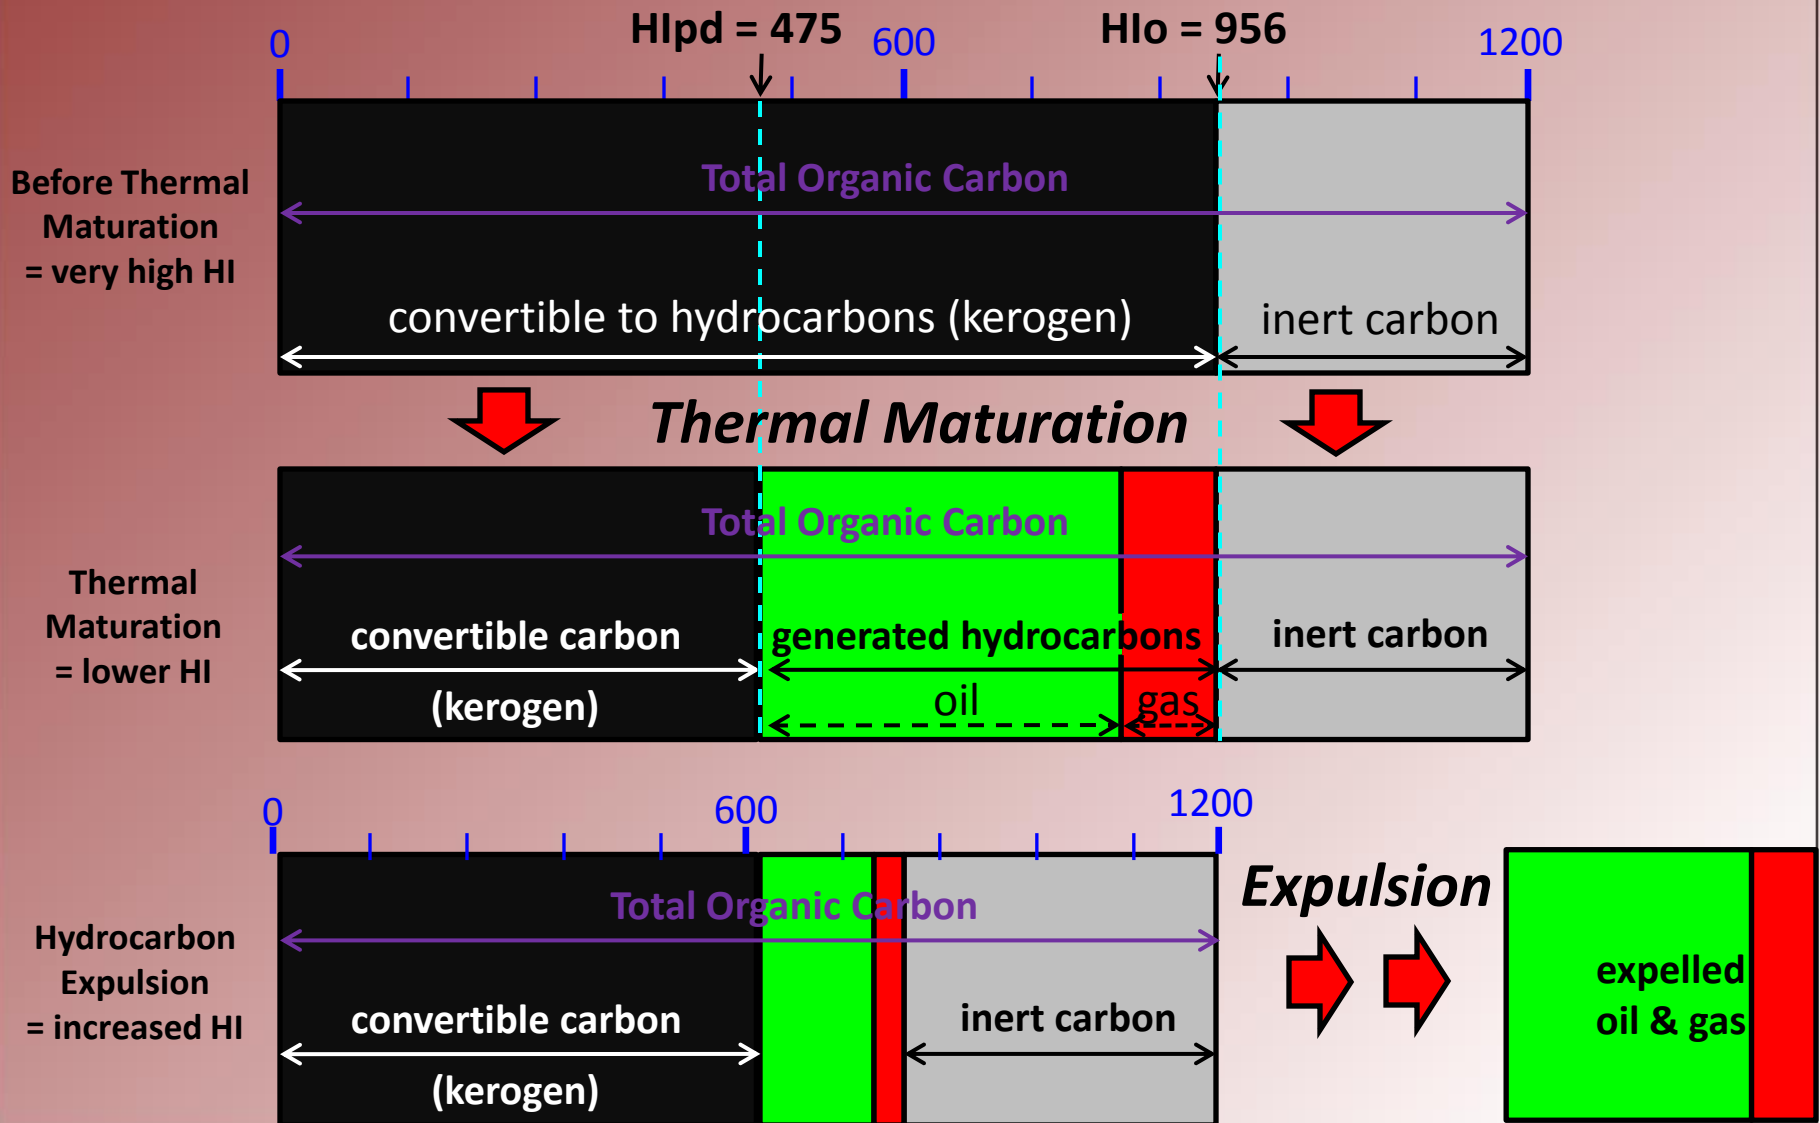 HIpd = 475
HIo = 956
0
600
1200
Before Thermal
Maturation
= very high HI
Total Organic Carbon
convertible to hydrocarbons (kerogen)
inert carbon
Thermal Maturation
Thermal
Maturation
= lower HI
Total Organic Carbon
convertible carbon
(kerogen)
generated hydrocarbons
oil
gas
inert carbon
0
600
1200
Hydrocarbon
Expulsion
= increased HI
Total Organic Carbon
convertible carbon
(kerogen)
inert carbon
Expulsion
expelled
oil & gas